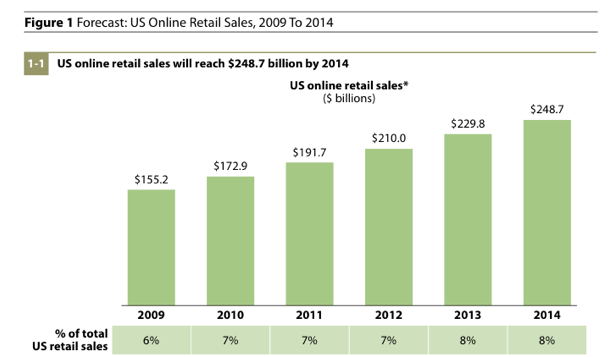 Figure 1 Forecast: US Online Retail Sales, 2009 To 2014
1-1 US online retail sales will reach $248.7 billion by 2014
US online retail sales*
($ billions)
$155.2 $172.9 $191.7 $210.0 $229.8 $248.7
2009 2010 2011 2012 2013 2014
% of total
US retail sales
6% 7% 7% 7% 8% 8%